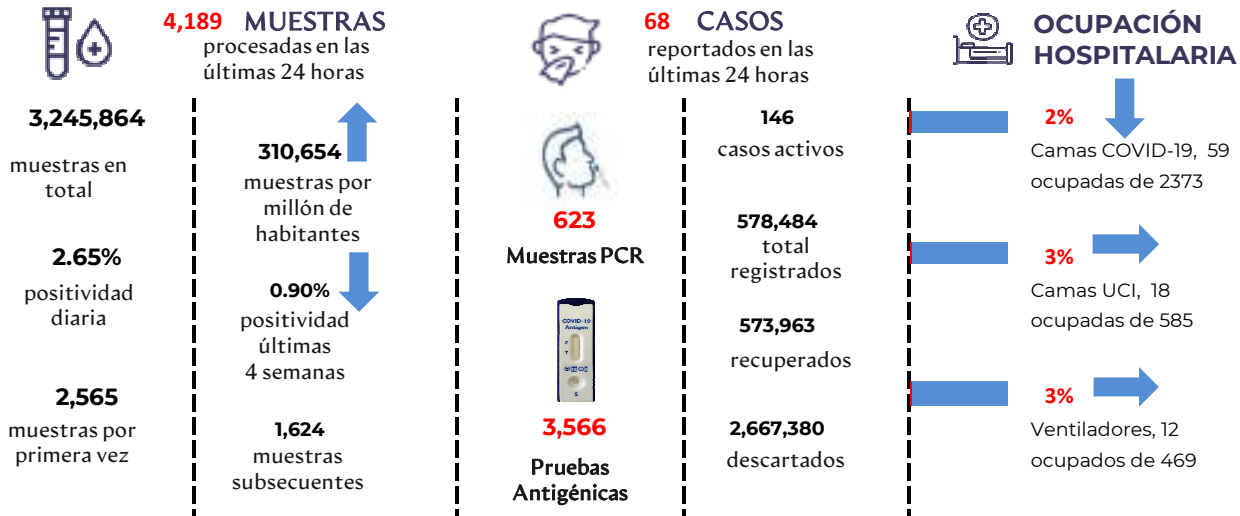 4,189 MUESTRAS
procesadas en las
últimas 24 horas
3,245,864
muestras en
total
2.65%
positividad
diaria
2,565
muestras por
primera vez
310,654
muestras por
millón de
habitantes
0.90%
positividad
últimas
4 semanas
1,624
muestras
subsecuentes
68 CASOS
reportados en las
últimas 24 horas
623
Muestras PCR
COVID-19
Antigen
C
T
S
3,566
Pruebas
Antigénicas
146
casos activos
578,484
total
registrados
573,963
recuperados
2,667,380
descartados
OCUPACIÓN
HOSPITALARIA
2%
Camas COVID-19, 59
ocupadas de 2373
3%
Camas UCI, 18
ocupadas de 585
3%
Ventiladores, 12
ocupados de 469